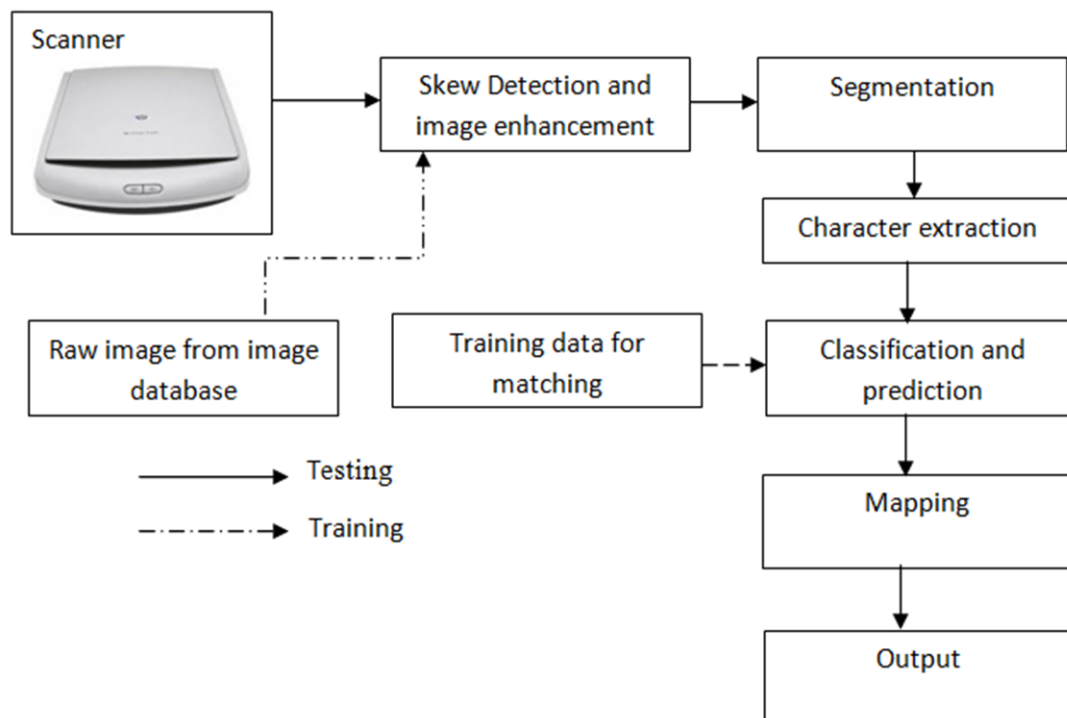 Scanner
Skew Detection and
image enhancement
Segmentation
Character extraction
Raw image from image
database
Training data for
matching
Classification and
prediction
Testing
Training
Mapping
Output